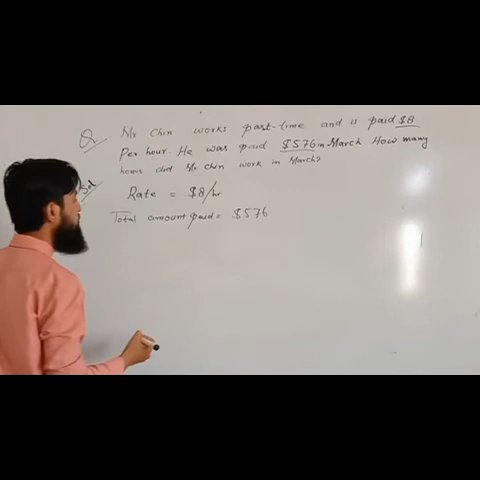 Q Mr Chin works part-time and is paid $8
Per hour. He was paid $576 in March. How many
hours did Mr Chin work in March?
Sol
Rate = $8/hr
Total amount paid = $576